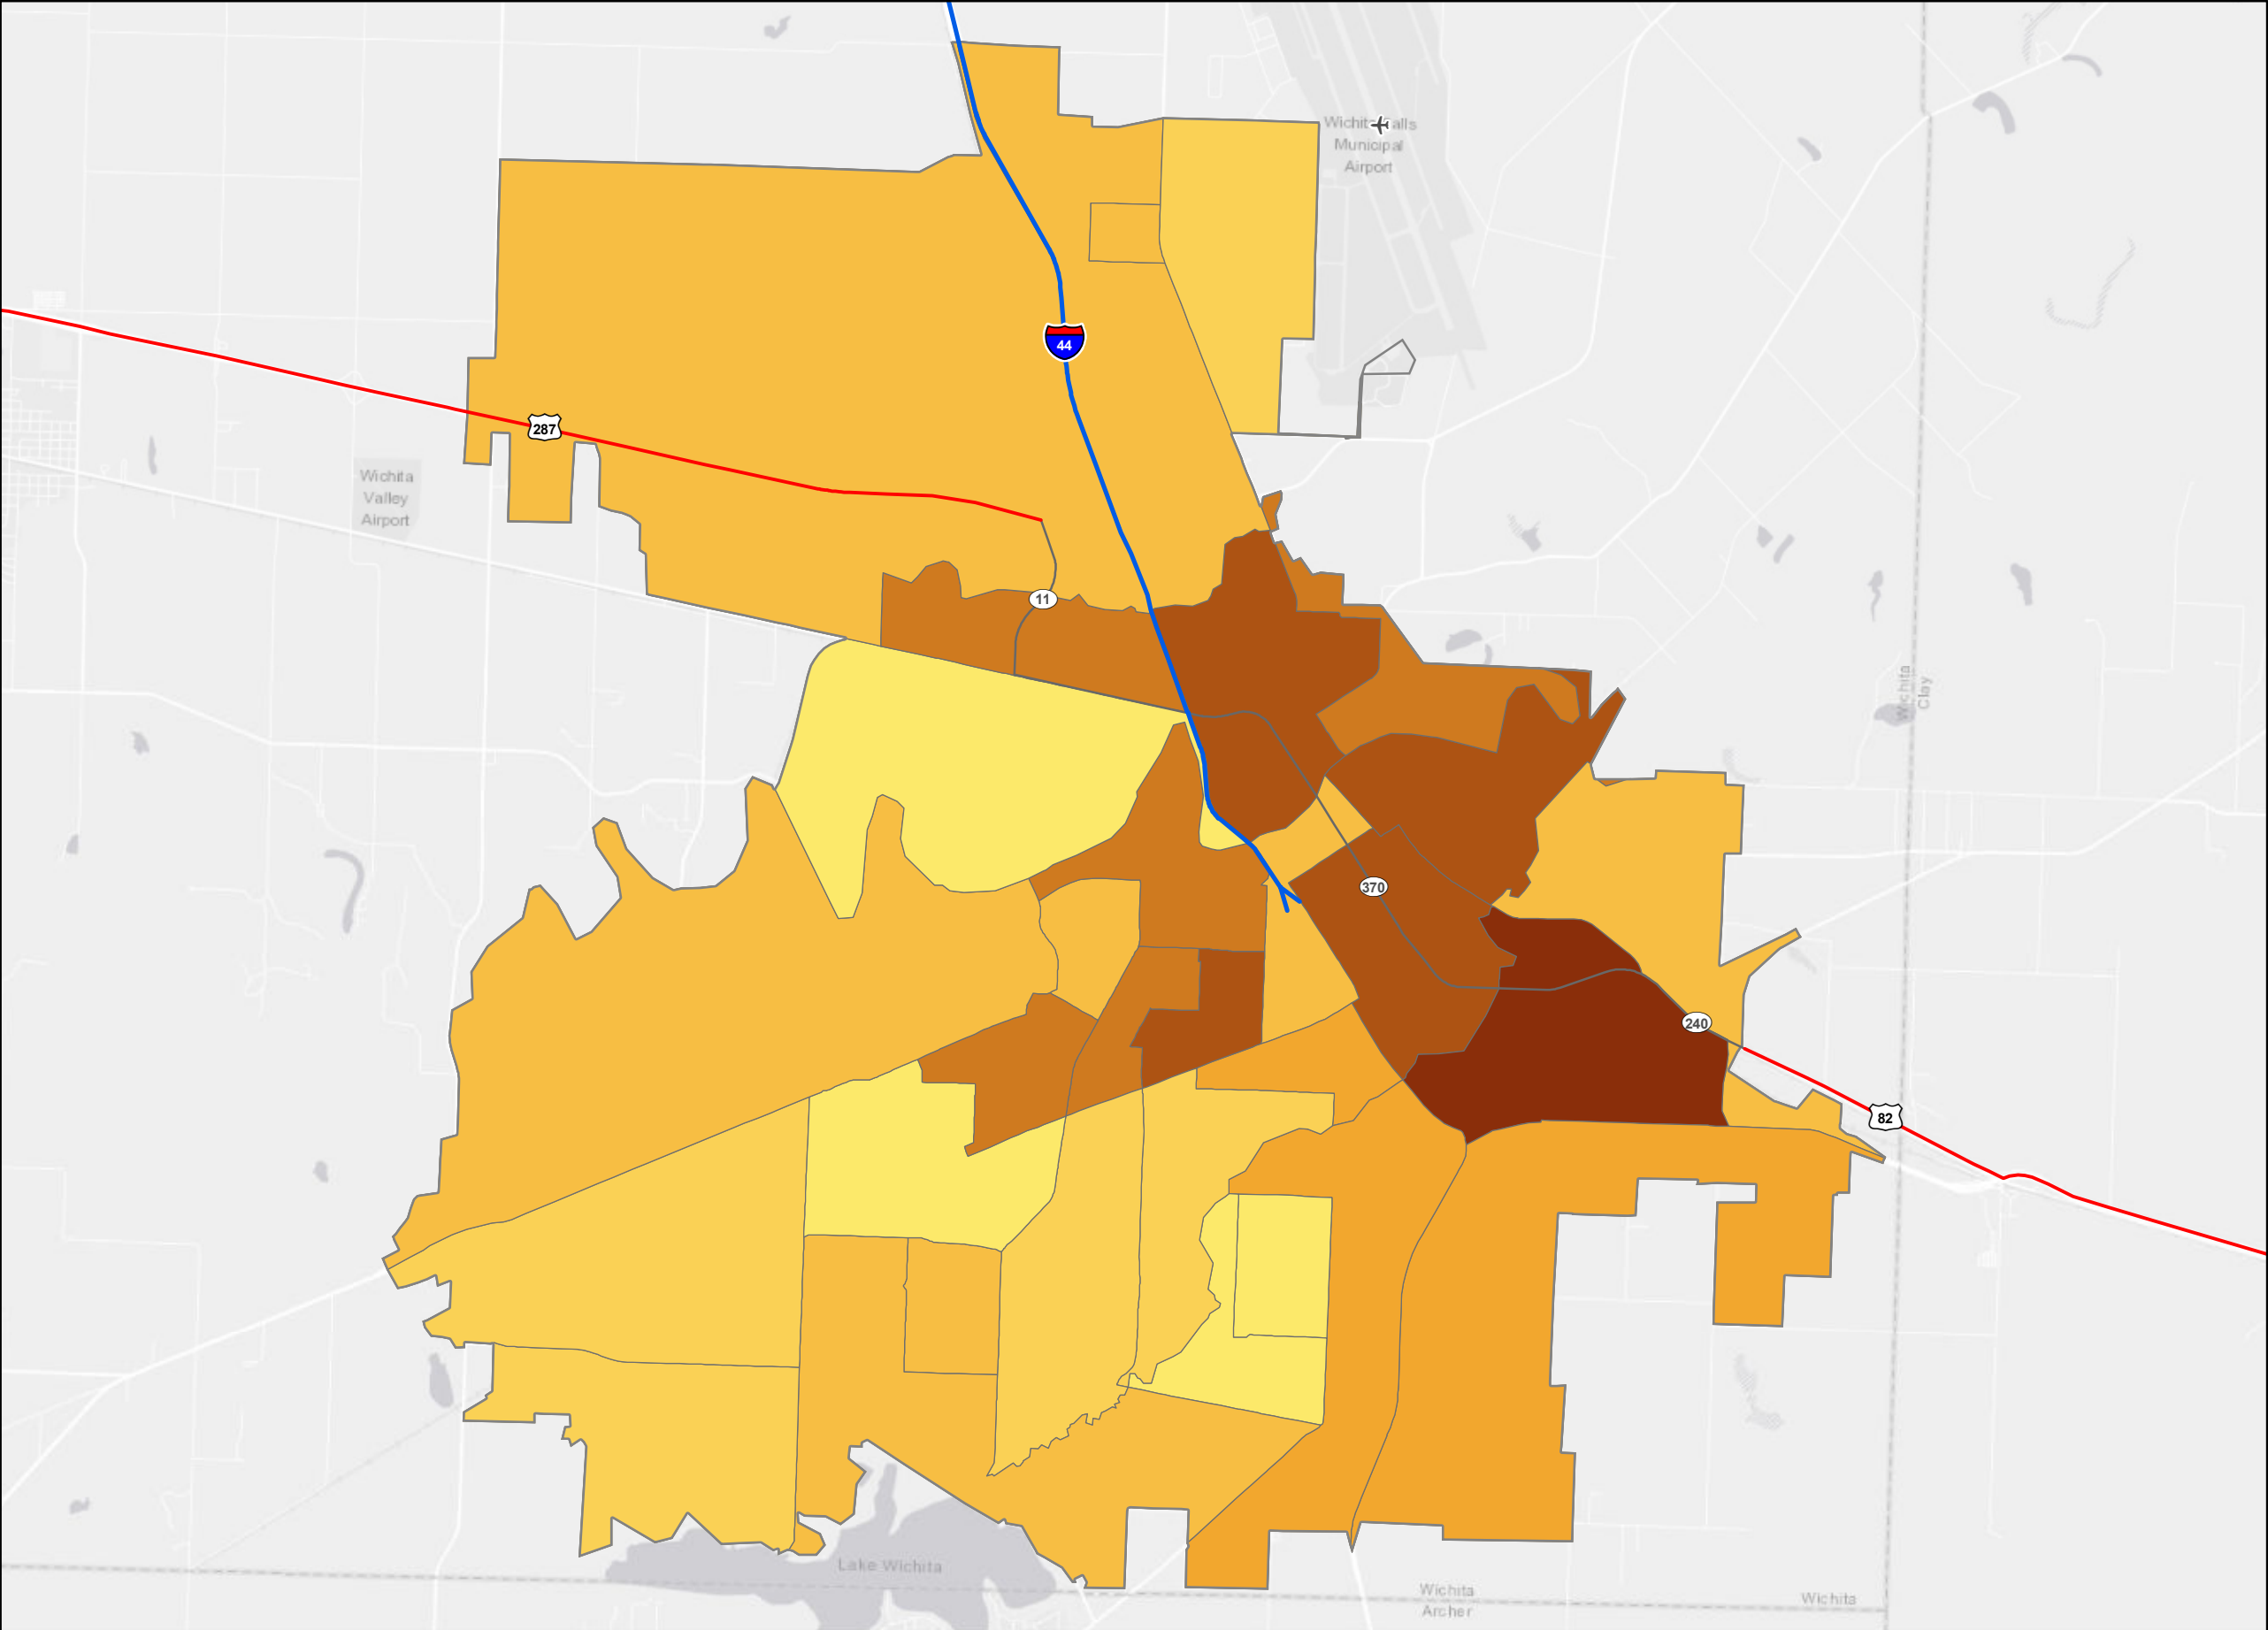 Wichita Falls
Municipal
Airport
44
287
Wichita
Valley
Airport
11
Wichita
Clay
370
240
82
Lake Wichita
Wichita
Archer
Wichita